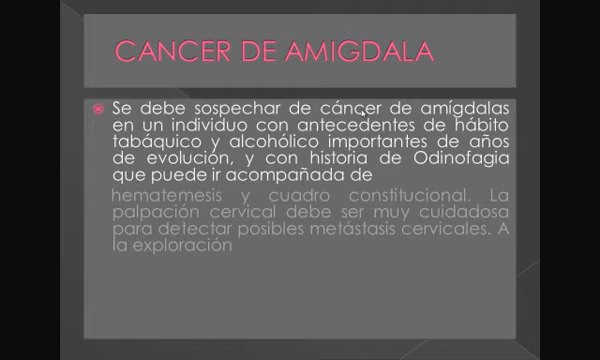 CANCER DE AMIGDALA
Se debe sospechar de cáncer de amígdalas
en un individuo con antecedentes de hábito
tabáquico y alcohólico importantes de años
de evolución, y con historia de Odinofagia
que puede ir acompañada de
hematemesis y cuadro constitucional. La
palpación cervical debe ser muy cuidadosa
para detectar posibles metástasis cervicales. A
la exploración